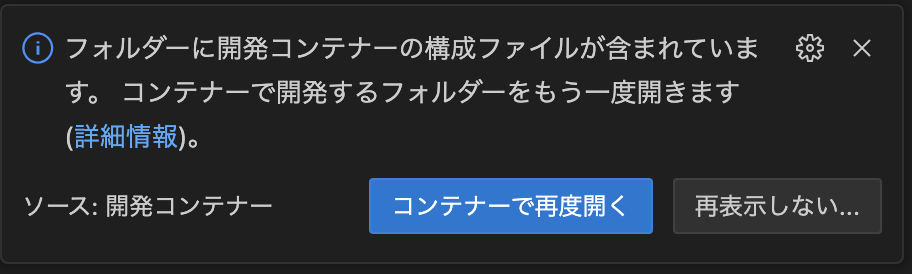 フォルダーに開発コンテナーの構成ファイルが含まれていま
す。 コンテナーで開発するフォルダーをもう一度開きます
(詳細情報)。
ソース: 開発コンテナー
コンテナーで再度開く
再表示しない...